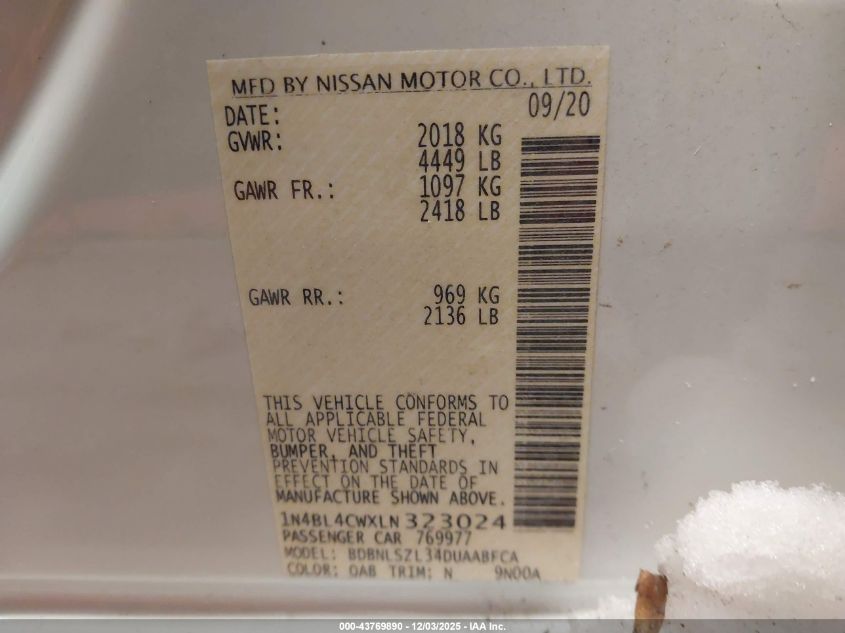 MFD BY NISSAN MOTOR CO., LTD.
DATE: 09/20
GVWR: 2018 KG
4449 LB
GAWR FR.: 1097 KG
2418 LB
GAWR RR.: 969 KG
2136 LB
THIS VEHICLE CONFORMS TO
ALL APPLICABLE FEDERAL
MOTOR VEHICLE SAFETY,
BUMPER, AND THEFT
PREVENTION STANDARDS IN
EFFECT ON THE DATE OF
MANUFACTURE SHOWN ABOVE.
1N4BL4CWXLN323024
PASSENGER CAR 769977
MODEL: BDBNLSZL34DUAABFCA
COLOR: QAB TRIM: N 9N00A
000-43769890 - 12/03/2025 - IAA Inc.